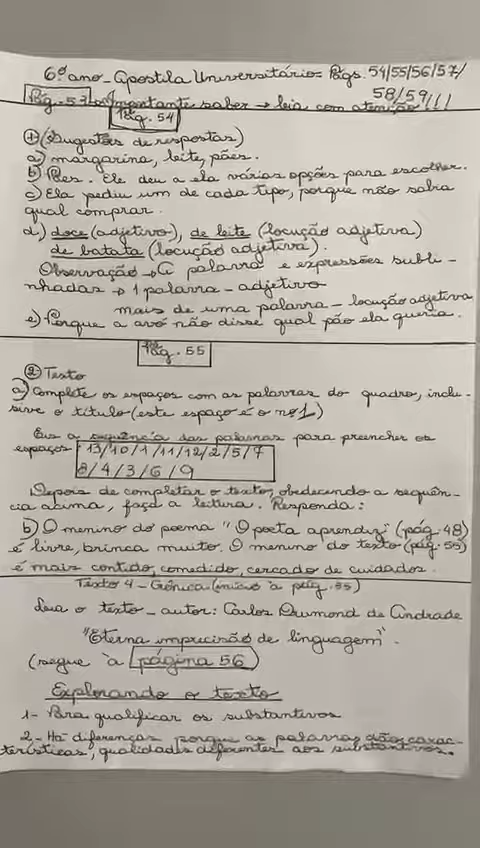 6º ano - Apostila Universitário - Págs. 54/55/56/57/
58/59
Pág. 53 → Importante saber → leia com atenção!!!
Pág. 54
① (Sugestões de respostas)
a) margarina, leite, pães.
b) Ele deu a ela várias opções para escolher.
c) Ela pediu um de cada tipo, porque não sabia
qual comprar.
d) doce (adjetivo), de leite (locução adjetiva)
de batata (locução adjetiva).
Observação → A palavra e expressões subli-
nhadas → 1 palavra - adjetivo
mais de uma palavra - locução adjetiva
e) Porque a avó não disse qual pão ela queria.
Pág. 55
② Texto
a) Complete os espaços com as palavras do quadro, inclu-
sive o título (este espaço é o nº 1)
Eis a sequência das palavras para preencher os
espaços 13/10/1/11/12/2/5/7
8/4/3/6/9
Depois de completar o texto, obedecendo a sequên-
cia acima, faça a leitura. Responda:
b) O menino do poema "O poeta aprendiz" (pág. 48)
é livre, brinca muito. O menino do texto (pág. 55)
é mais contido, comedido, cercado de cuidados.
Texto 4 - Crônica (início à pág. 55)
Leia o texto - autor: Carlos Drumond de Andrade
"Eterna imprecisão de linguagem".
(segue à página 56)
Explorando o texto
1- Para qualificar os substantivos
2- Há diferenças porque as palavras dão carac-
terísticas, qualidades diferentes aos substantivos.